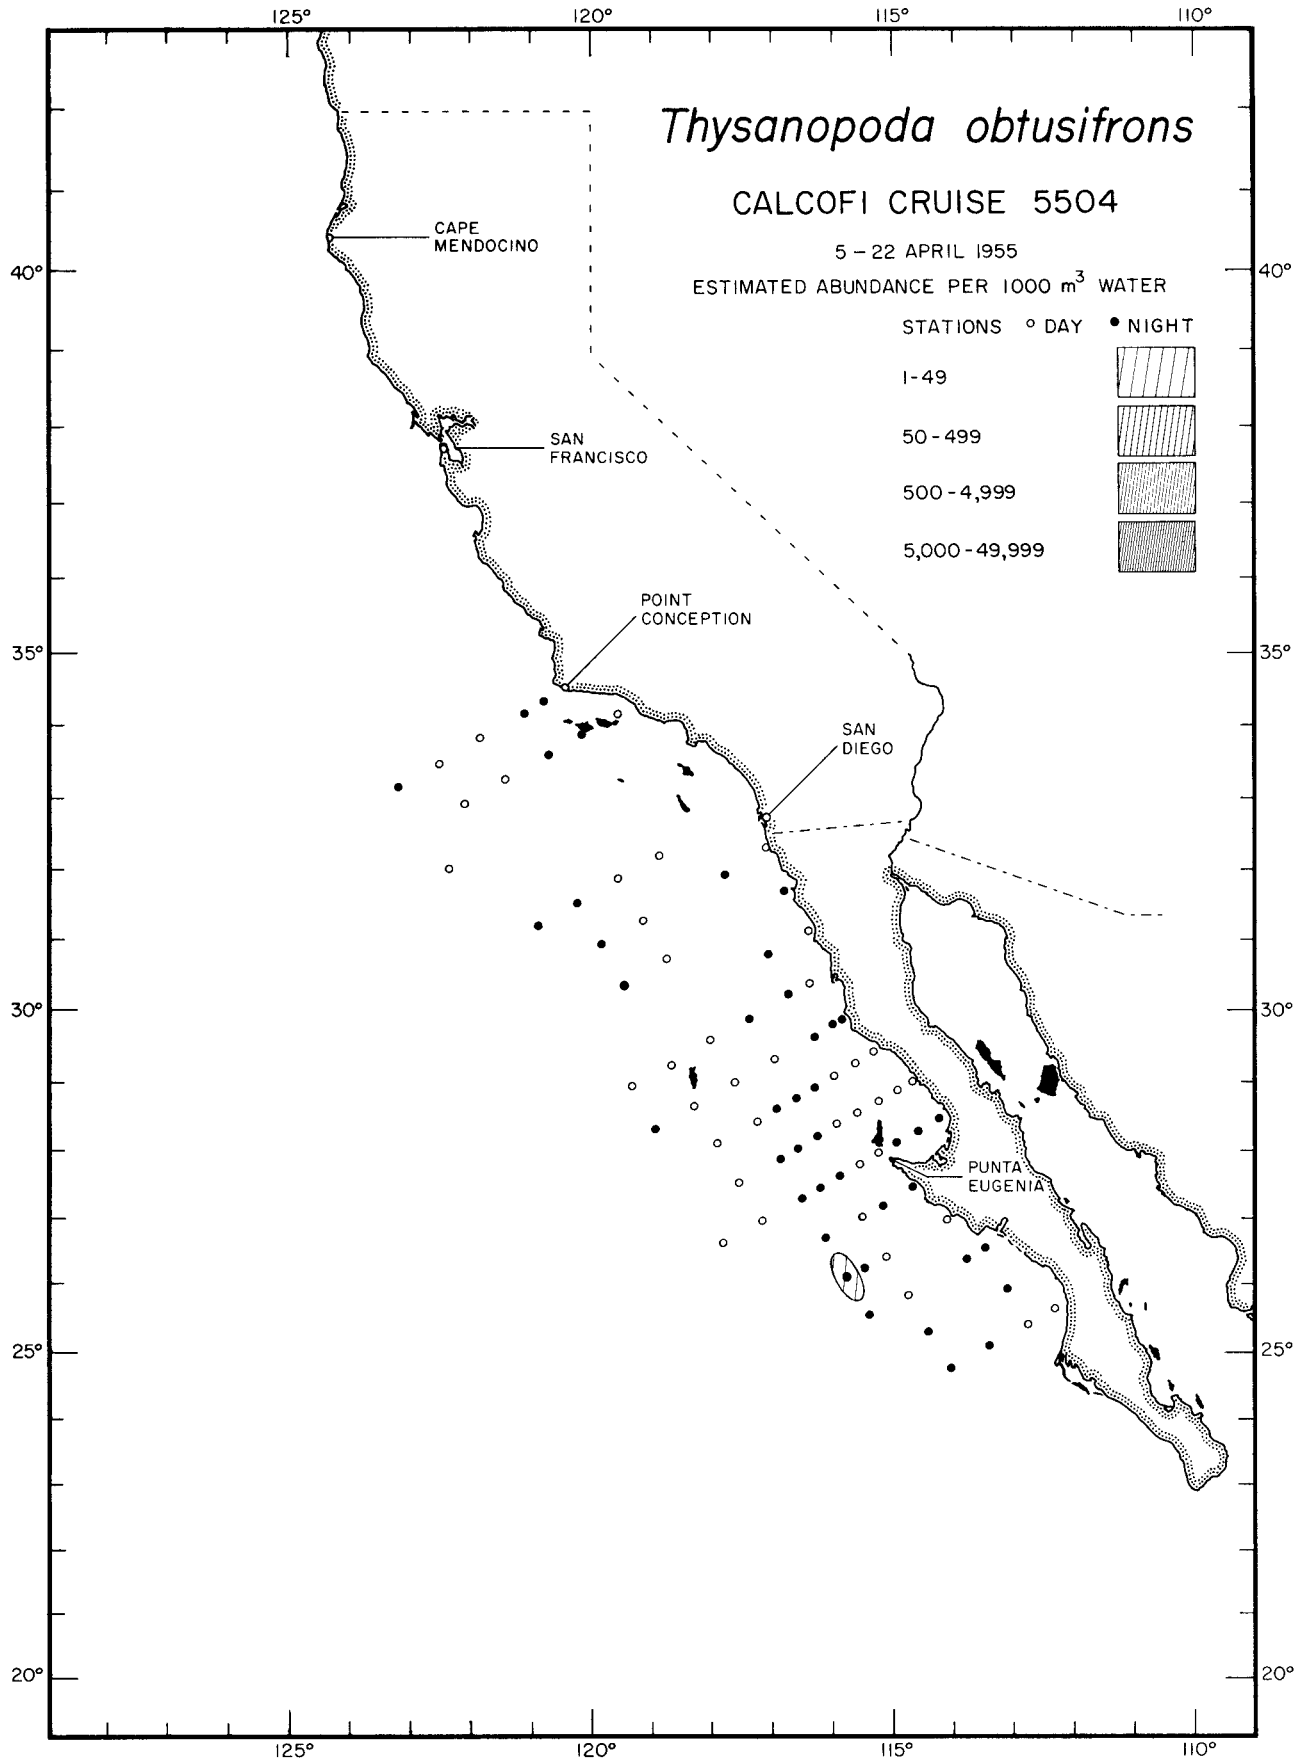 125° 120° 115° 110°
Thysanopoda obtusifrons
CALCOFI CRUISE 5504
5 – 22 APRIL 1955
ESTIMATED ABUNDANCE PER 1000 m³ WATER
STATIONS ○ DAY ● NIGHT
1-49
50-499
500-4,999
5,000-49,999
CAPE
MENDOCINO
40° 40°
SAN
FRANCISCO
POINT
CONCEPTION
35° 35°
SAN
DIEGO
30° 30°
PUNTA
EUGENIA
25° 25°
20° 20°
125° 120° 115° 110°